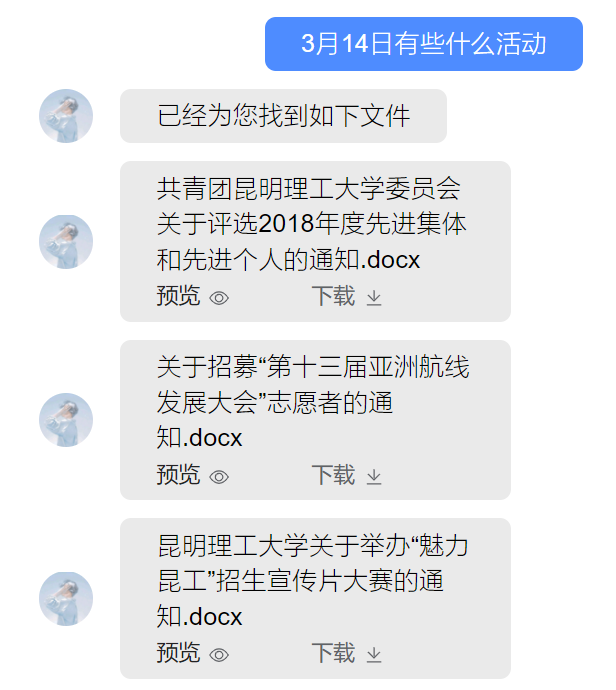 3月14日有些什么活动
已经为您找到如下文件
共青团昆明理工大学委员会
关于评选2018年度先进集体
和先进个人的通知.docx
预览 下载
关于招募“第十三届亚洲航线
发展大会”志愿者的通
知.docx
预览 下载
昆明理工大学关于举办“魅力
昆工”招生宣传片大赛的通
知.docx
预览 下载